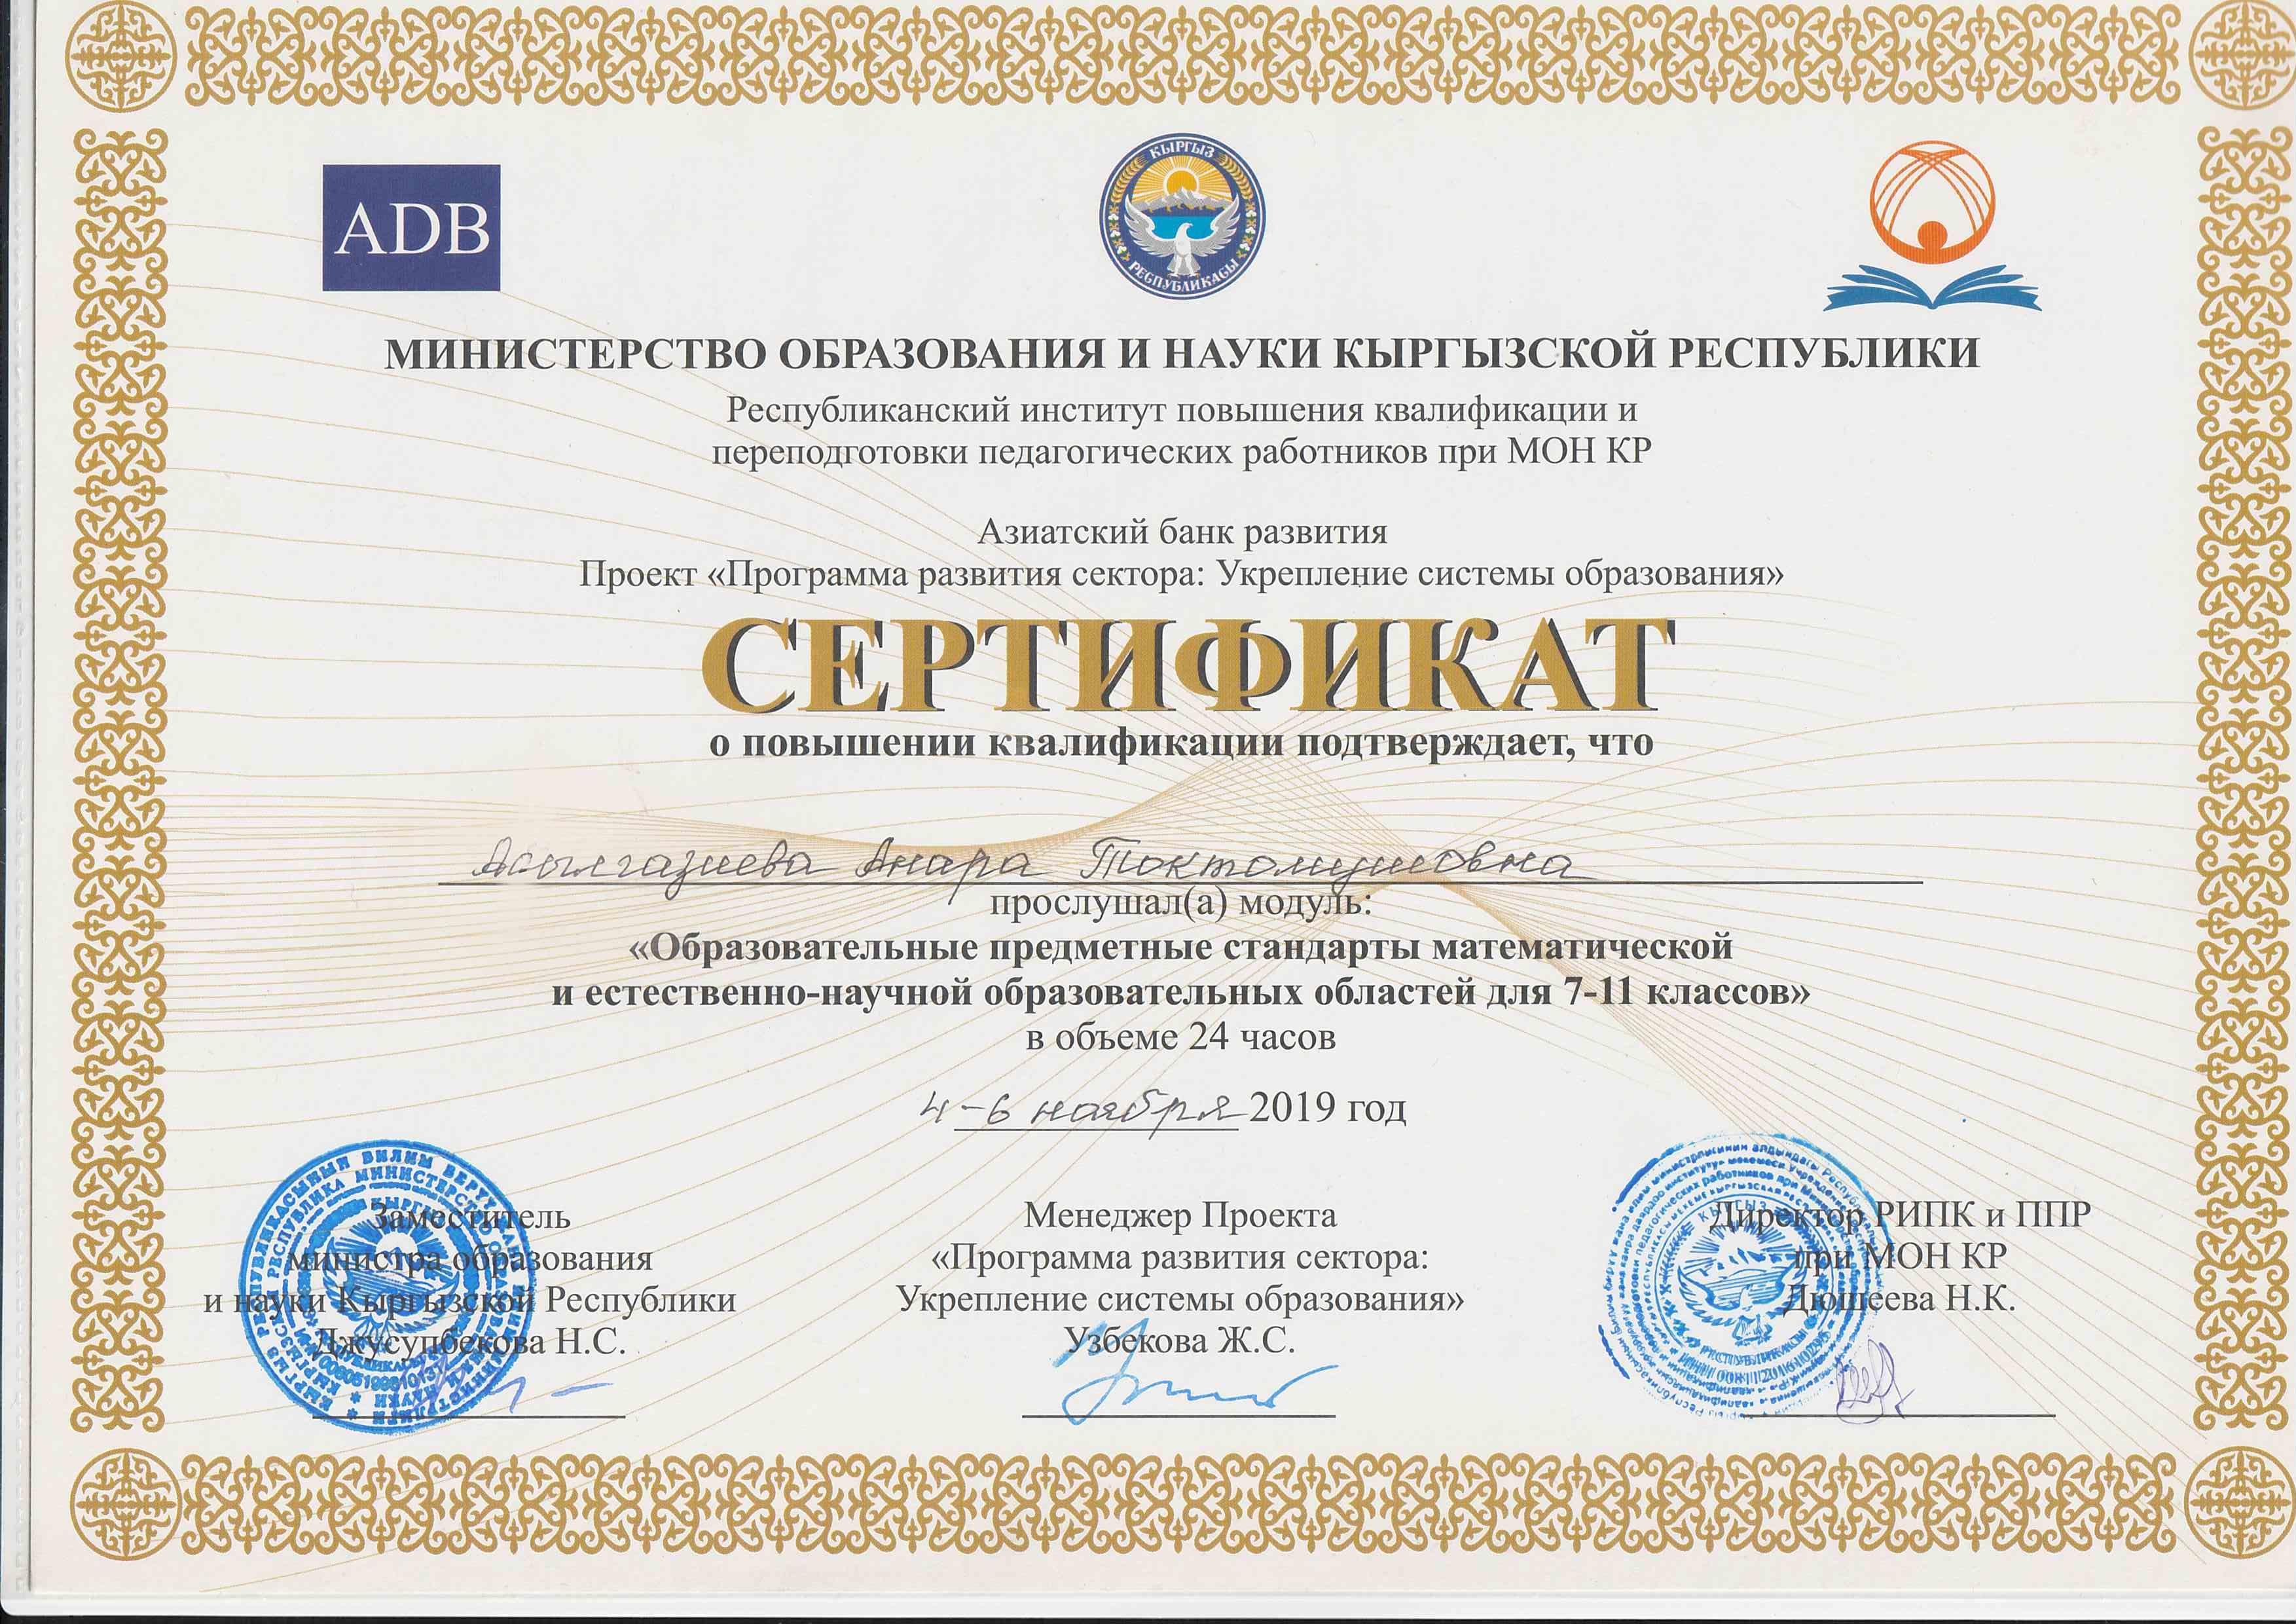 ADB
КЫРГЫЗ
РЕСПУБЛИКАСЫ
МИНИСТЕРСТВО ОБРАЗОВАНИЯ И НАУКИ КЫРГЫЗСКОЙ РЕСПУБЛИКИ
Республиканский институт повышения квалификации и
переподготовки педагогических работников при МОН КР
Азиатский банк развития
Проект «Программа развития сектора: Укрепление системы образования»
СЕРТИФИКАТ
о повышении квалификации подтверждает, что
Асылгазиева Анара Токтомушовна
прослушал(а) модуль:
«Образовательные предметные стандарты математической
и естественно-научной образовательных областей для 7-11 классов»
в объеме 24 часов
4-6 ноября 2019 год
Заместитель
министра образования
и науки Кыргызской Республики
Джусупбекова Н.С.
Менеджер Проекта
«Программа развития сектора:
Укрепление системы образования»
Узбекова Ж.С.
Директор РИПК и ППР
при МОН КР
Дюшеева Н.К.